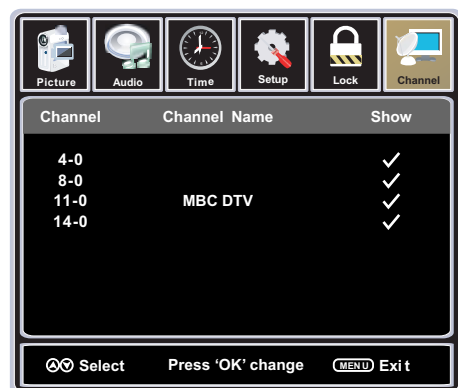 Picture Audio Time Setup Lock Channel
Channel Channel Name Show
4-0
8-0
11-0 MBC DTV
14-0
Select Press ‘OK’ change MENU Exit